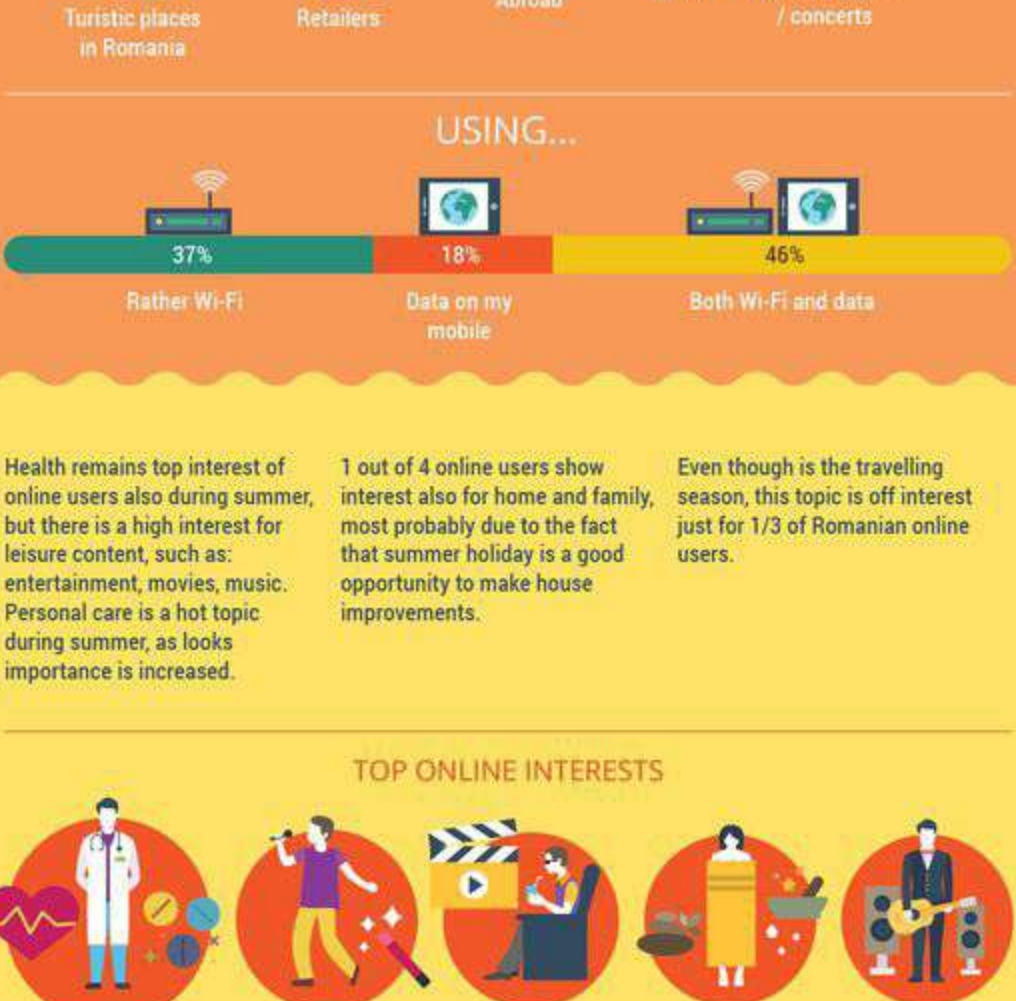 Turistic places
in Romania
Retailers
Abroad
/ concerts
USING...
37%
18%
46%
Rather Wi-Fi
Data on my
mobile
Both Wi-Fi and data
Health remains top interest of
online users also during summer,
but there is a high interest for
leisure content, such as:
entertainment, movies, music.
Personal care is a hot topic
during summer, as looks
importance is increased.
1 out of 4 online users show
interest also for home and family,
most probably due to the fact
that summer holiday is a good
opportunity to make house
improvements.
Even though is the travelling
season, this topic is off interest
just for 1/3 of Romanian online
users.
TOP ONLINE INTERESTS